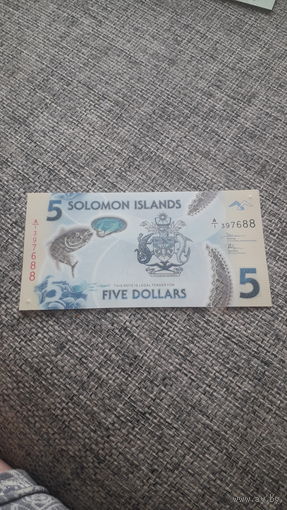 5 SOLOMON ISLANDS
A/1 397688
A/1 397688
5
5
THIS NOTE IS LEGAL TENDER FOR
FIVE DOLLARS
www.ay.by